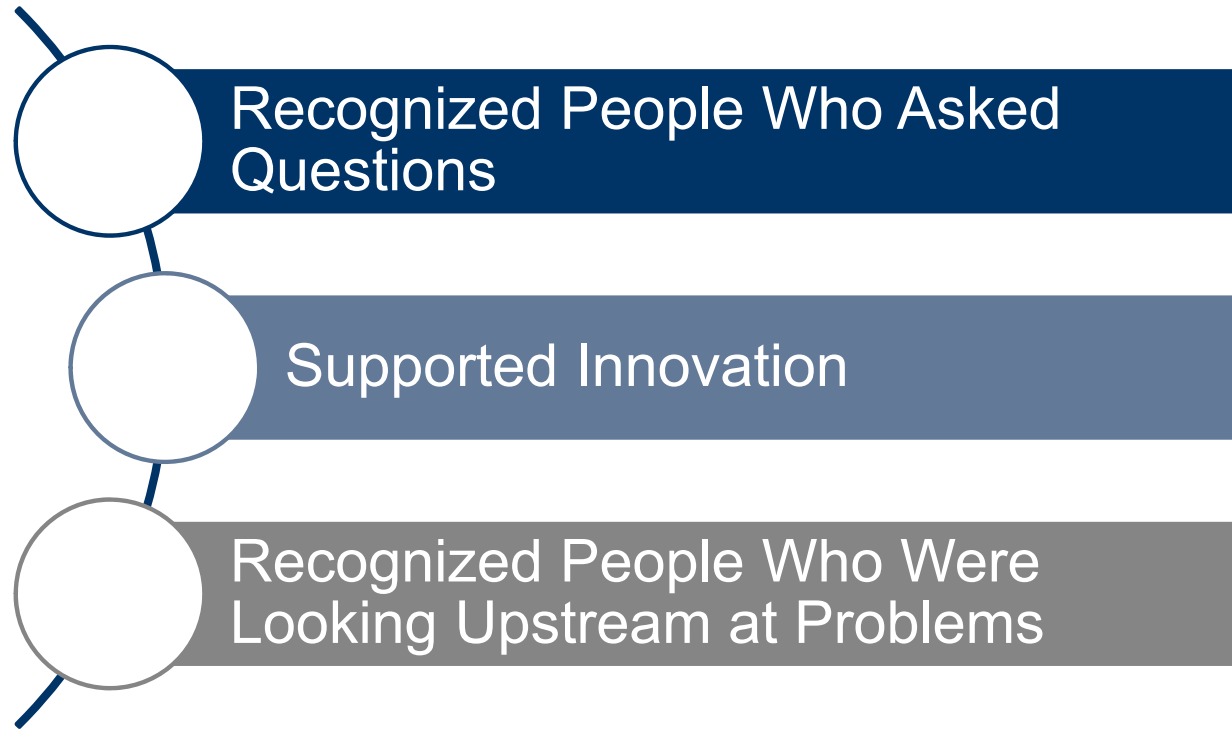 Recognized People Who Asked
Questions
Supported Innovation
Recognized People Who Were
Looking Upstream at Problems